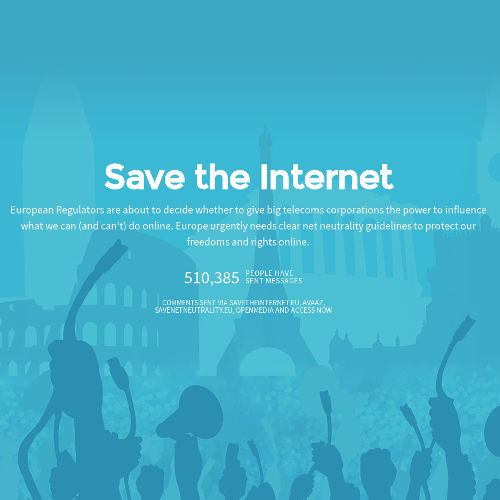 Save the Internet
European Regulators are about to decide whether to give big telecoms corporations the power to influence
what we can (and can't) do online. Europe urgently needs clear net neutrality guidelines to protect our
freedoms and rights online.
510,385 PEOPLE HAVE
SENT MESSAGES
COMMENTS SENT VIA SAVETHEINTERNET.EU, AVAAZ,
SAVENETNEUTRALITY.EU, OPENMEDIA AND ACCESS NOW